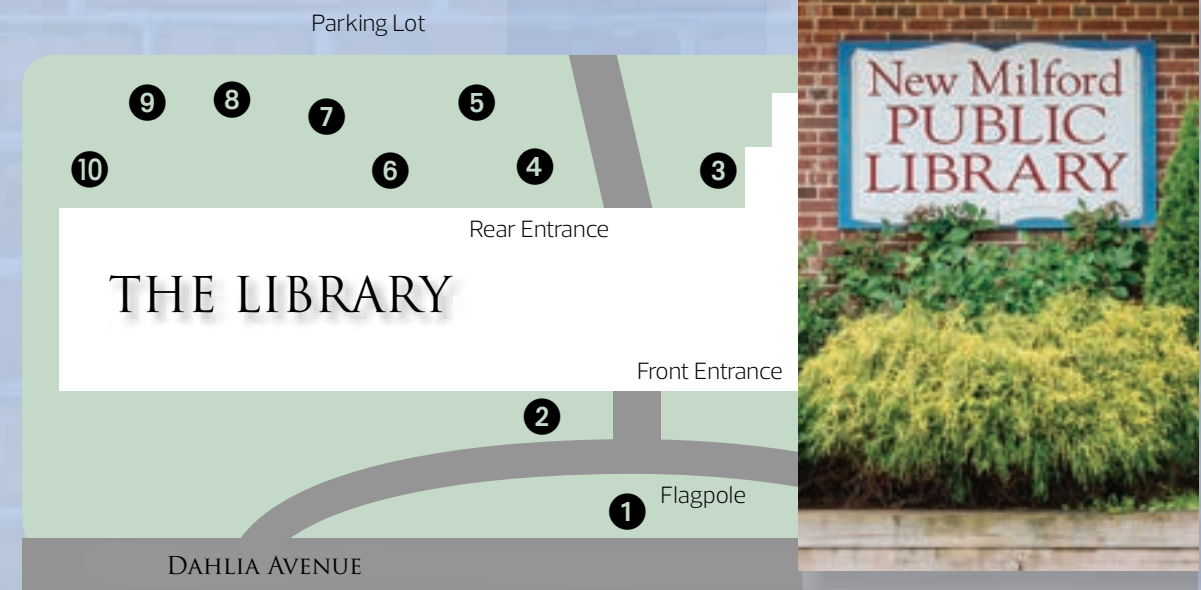 Parking Lot
9
8
7
5
10
6
4
3
Rear Entrance
THE LIBRARY
Front Entrance
2
Flagpole
1
DAHLIA AVENUE
New Milford
PUBLIC
LIBRARY